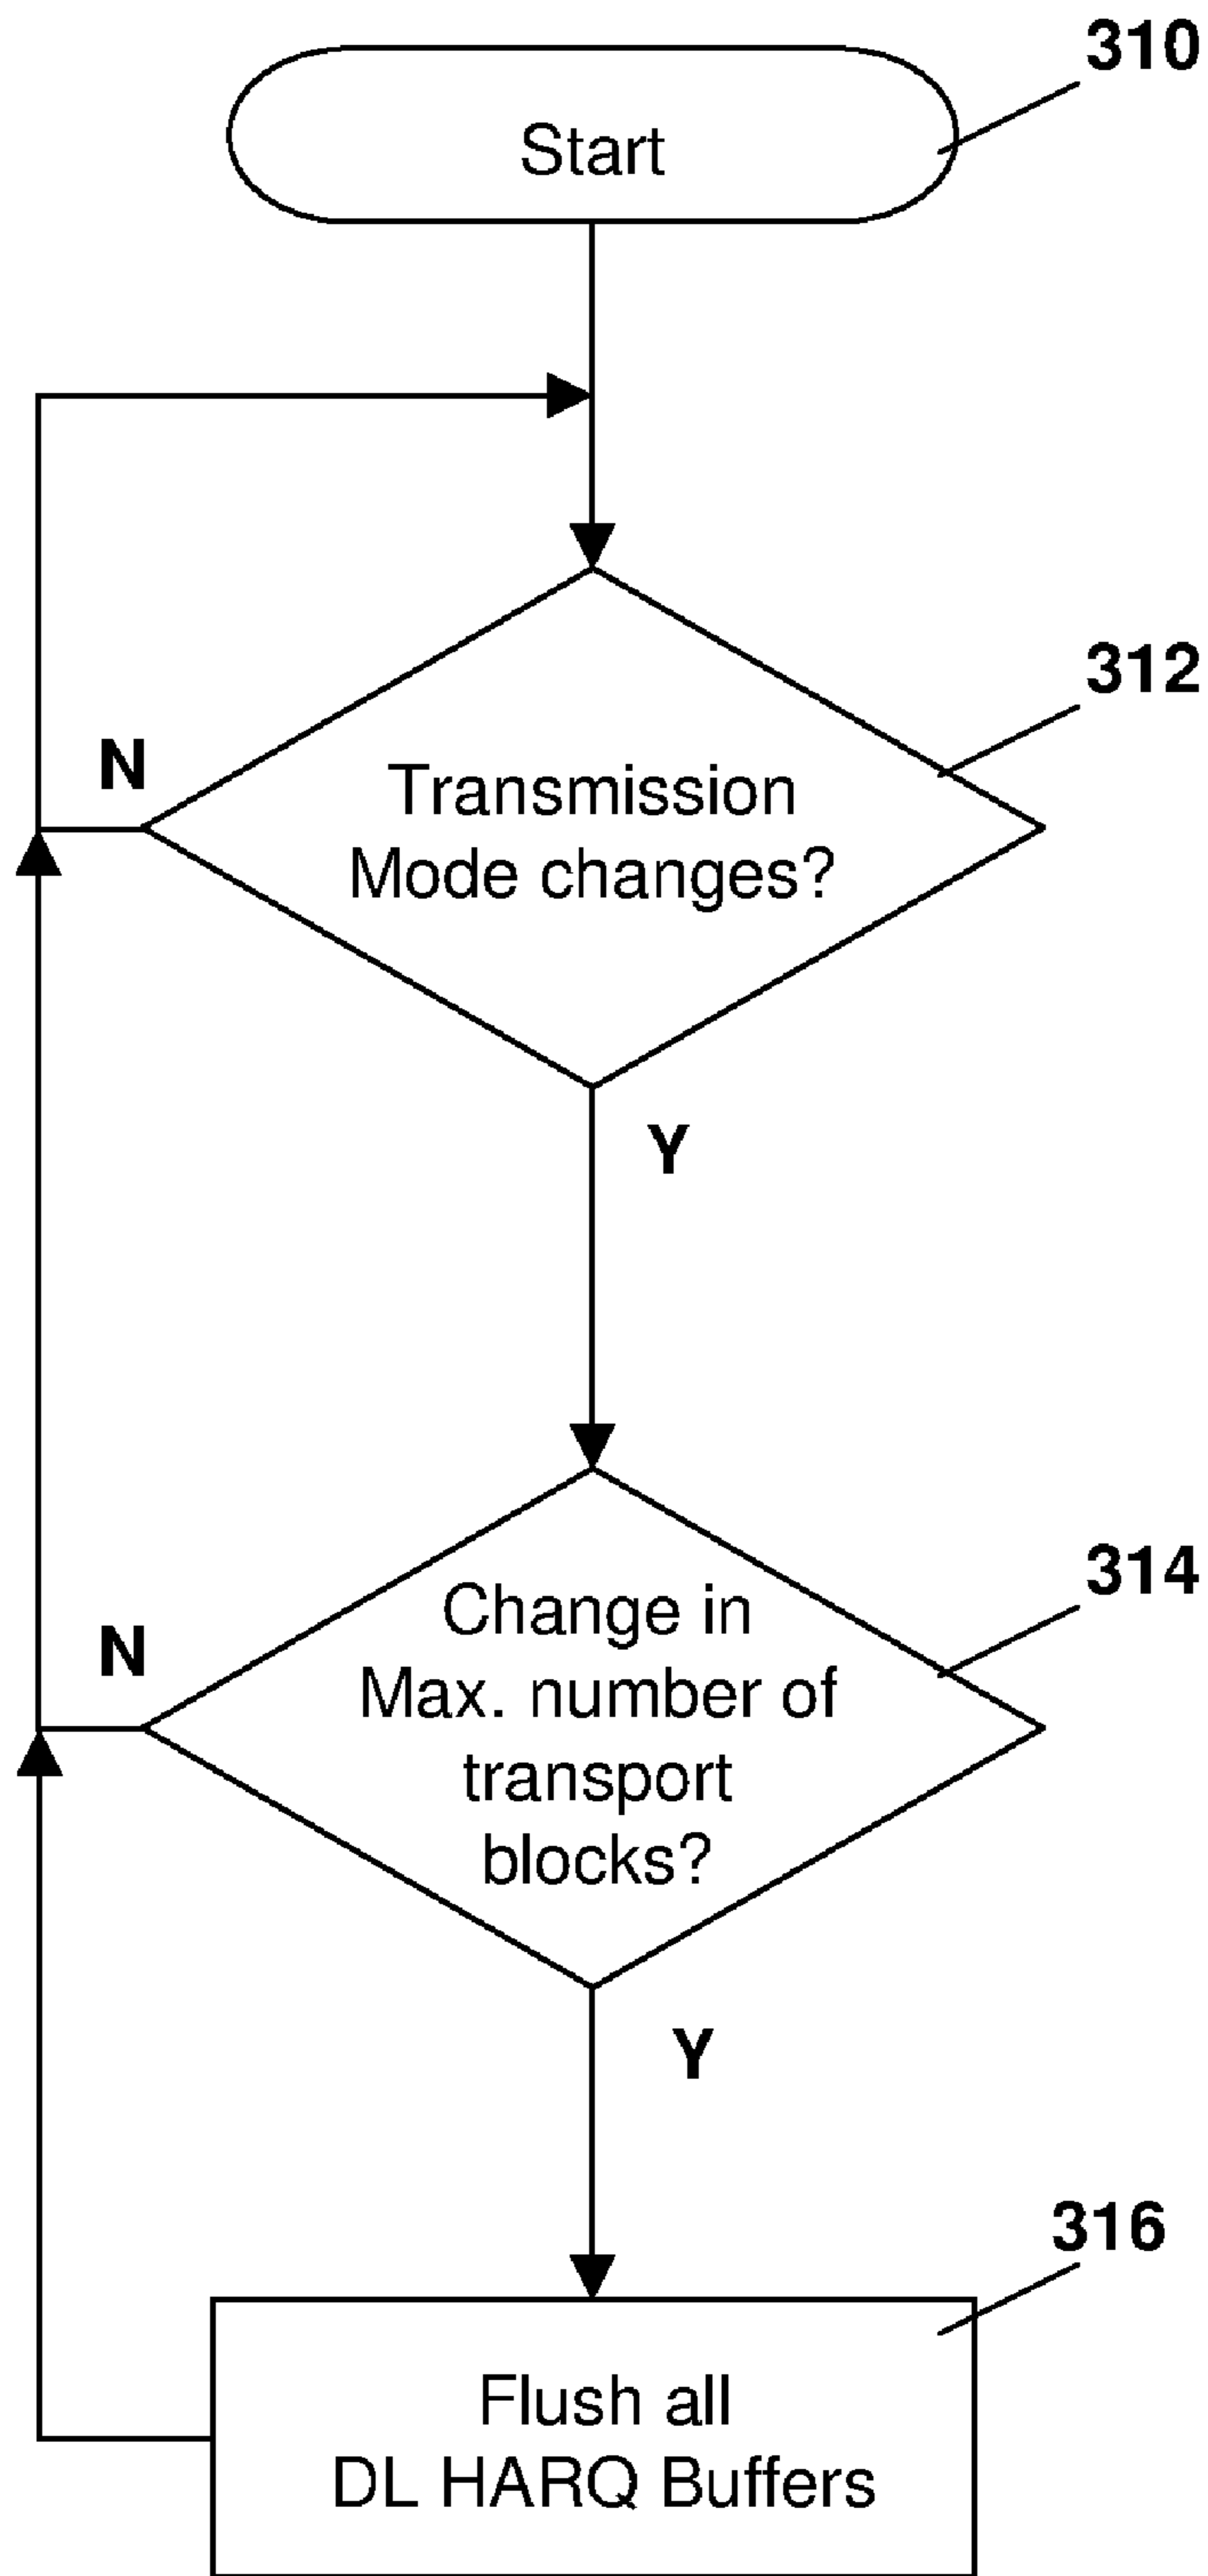 310
Start
312
N
Transmission
Mode changes?
Y
314
Change in
N
Max. number of
transport
blocks?
Y
316
Flush all
DL HARQ Buffers